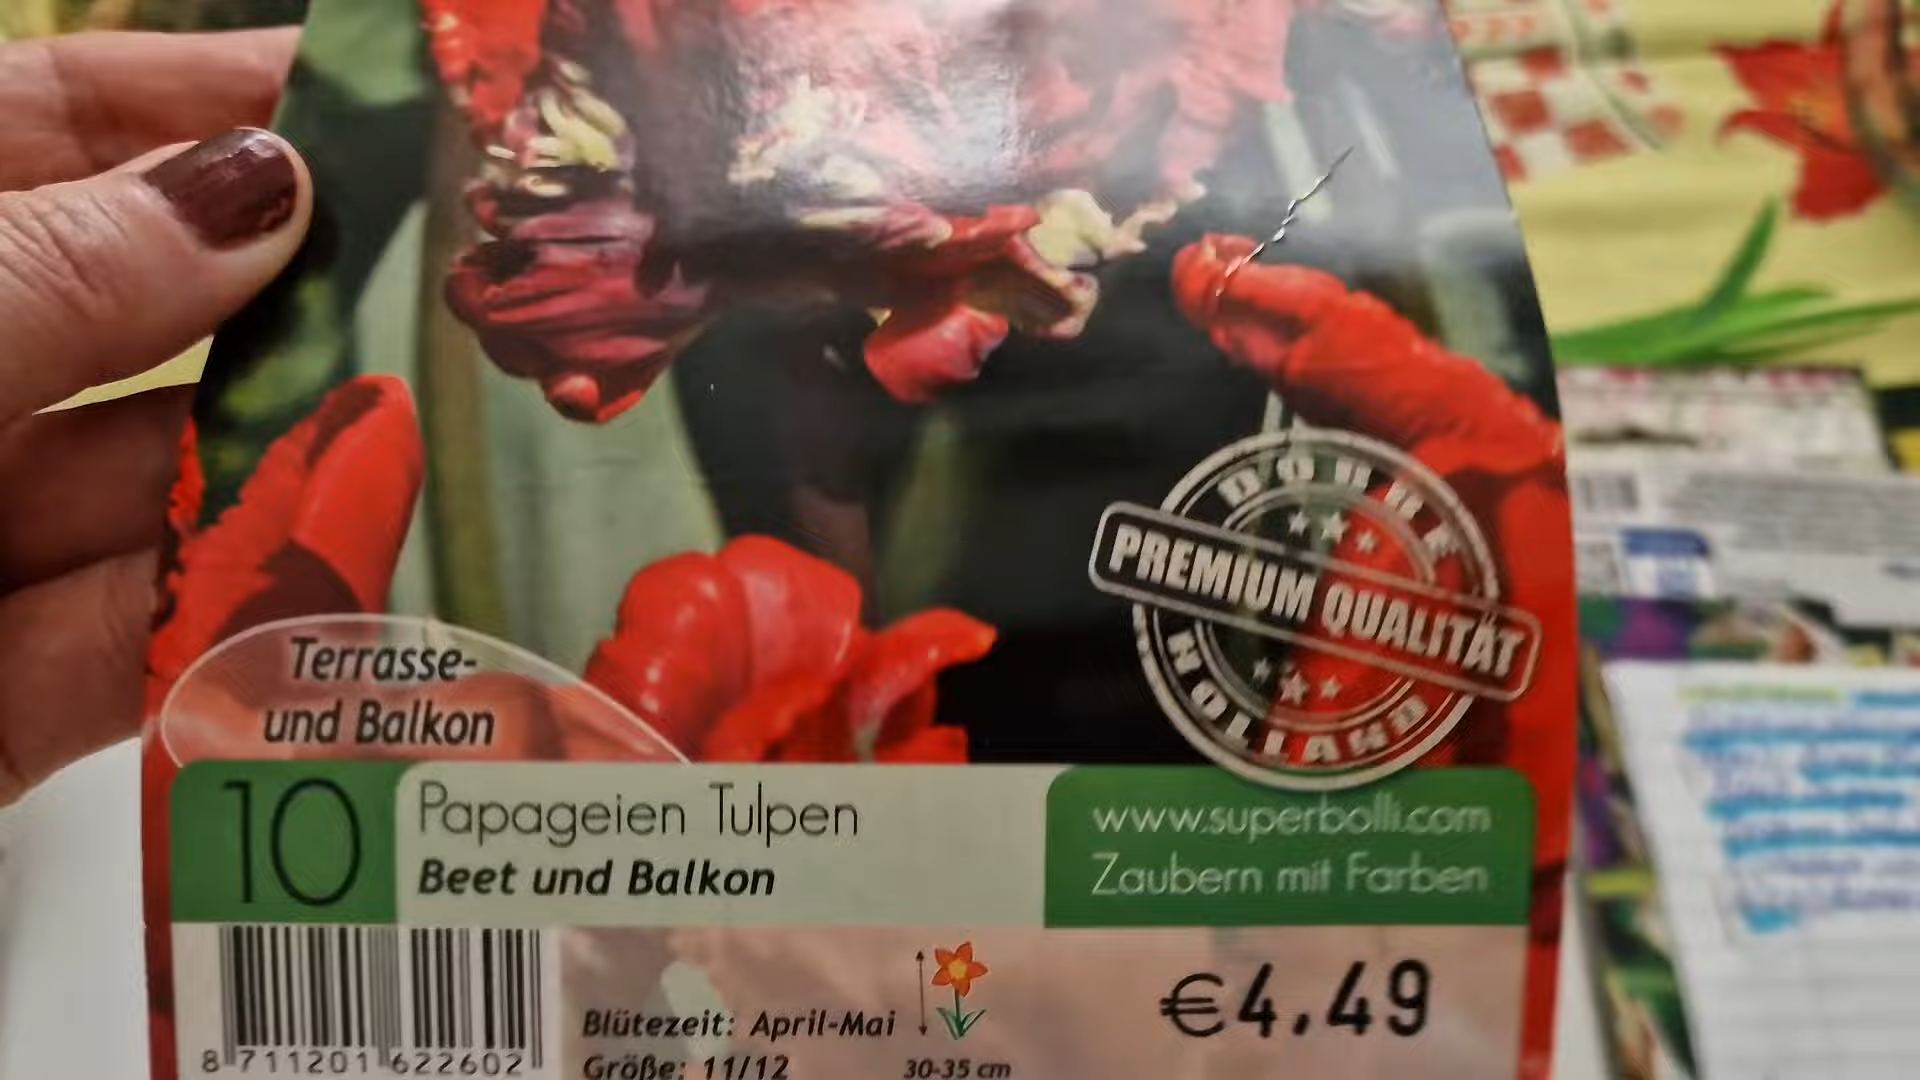 DOUBLE
PREMIUM QUALITÄT
HOLLAND
Terrasse-
und Balkon
10
Papageien Tulpen
Beet und Balkon
www.superbolli.com
Zaubern mit Farben
Blütezeit: April-Mai
Größe: 11/12
30-35 cm
€4.49
8 711201 622602